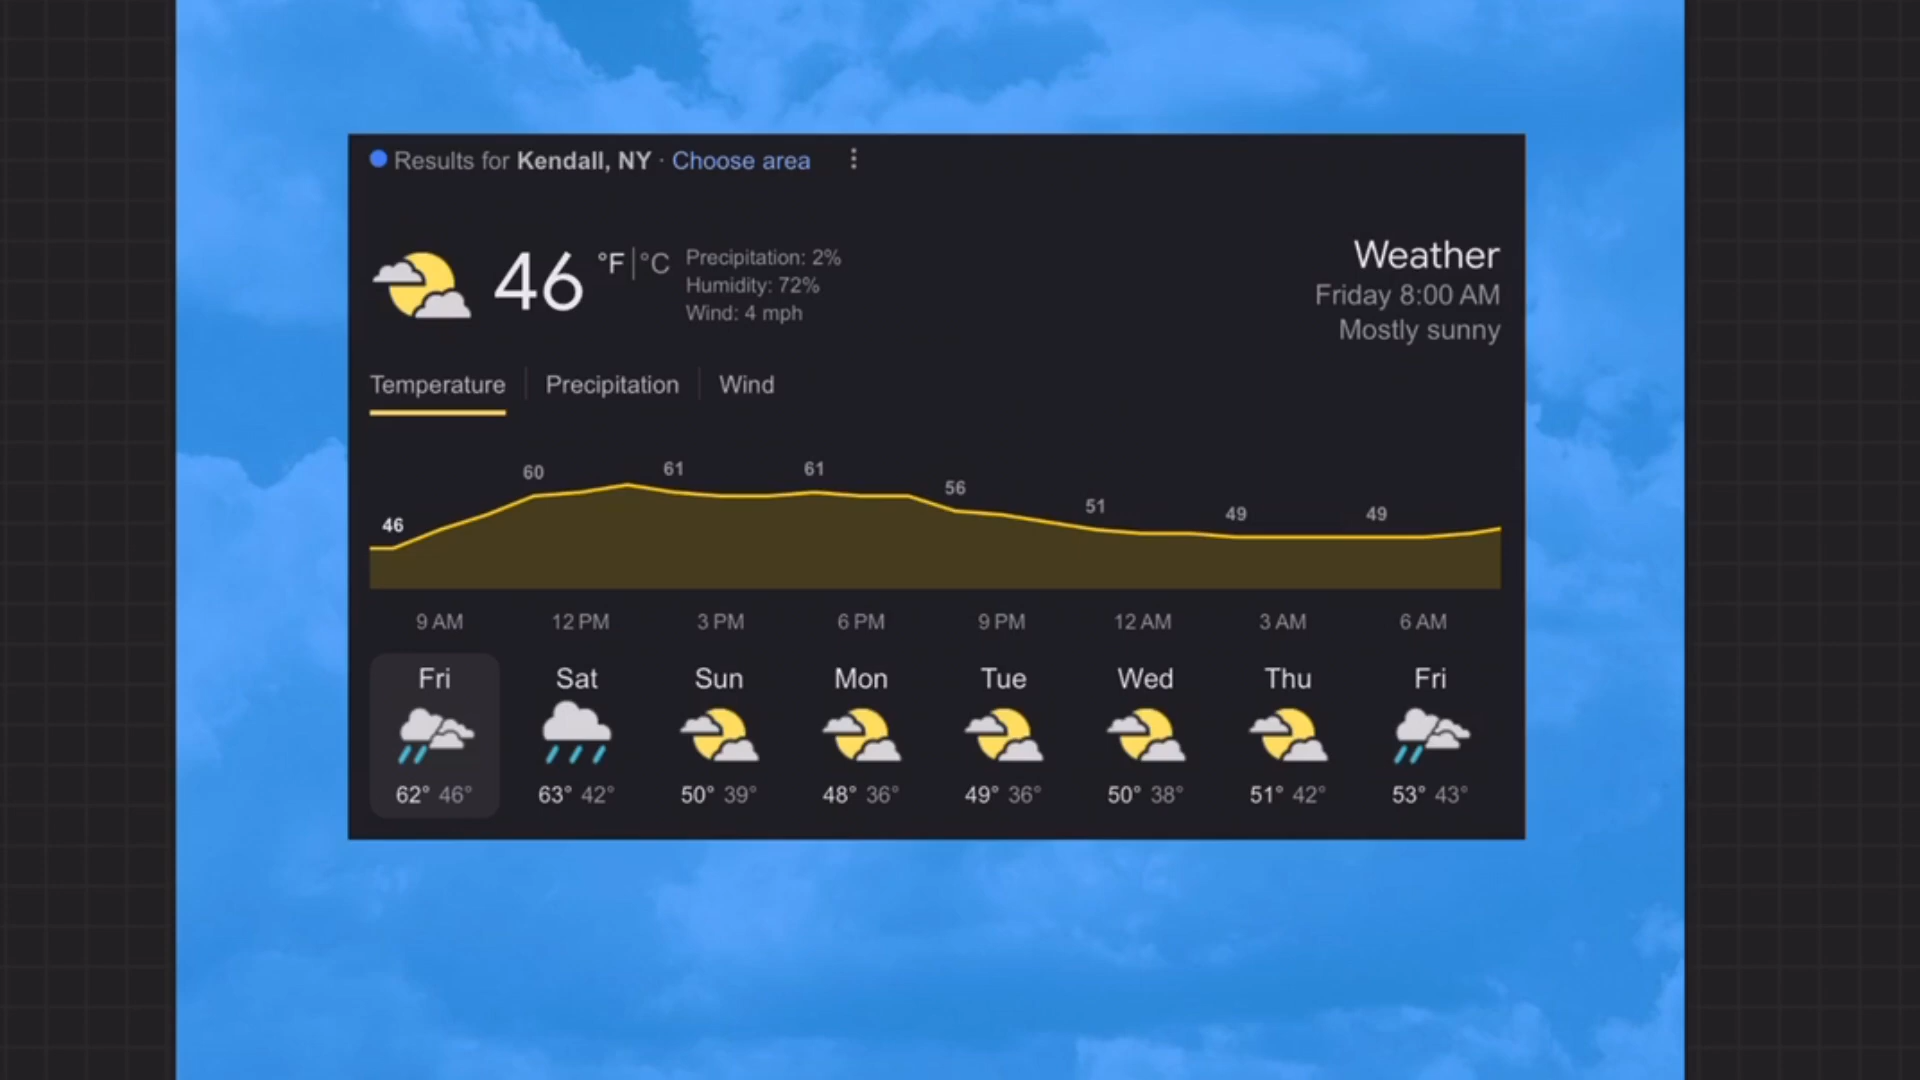 Results for Kendall, NY · Choose area
46 °F|°C
Precipitation: 2%
Humidity: 72%
Wind: 4 mph
Weather
Friday 8:00 AM
Mostly sunny
Temperature Precipitation Wind
46 60 61 61 56 51 49 49
9 AM 12 PM 3 PM 6 PM 9 PM 12 AM 3 AM 6 AM
Fri Sat Sun Mon Tue Wed Thu Fri
62° 46° 63° 42° 50° 39° 48° 36° 49° 36° 50° 38° 51° 42° 53° 43°